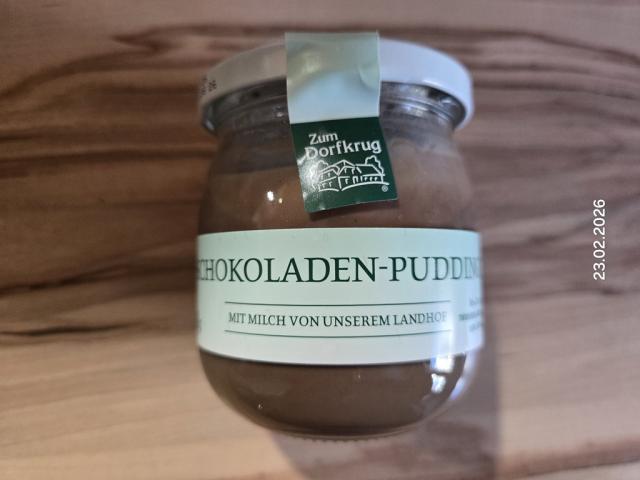 Zum
Dorfkrug
®
SCHOKOLADEN-PUDDING
MIT MILCH VON UNSEREM LANDHOF
23.02.2026